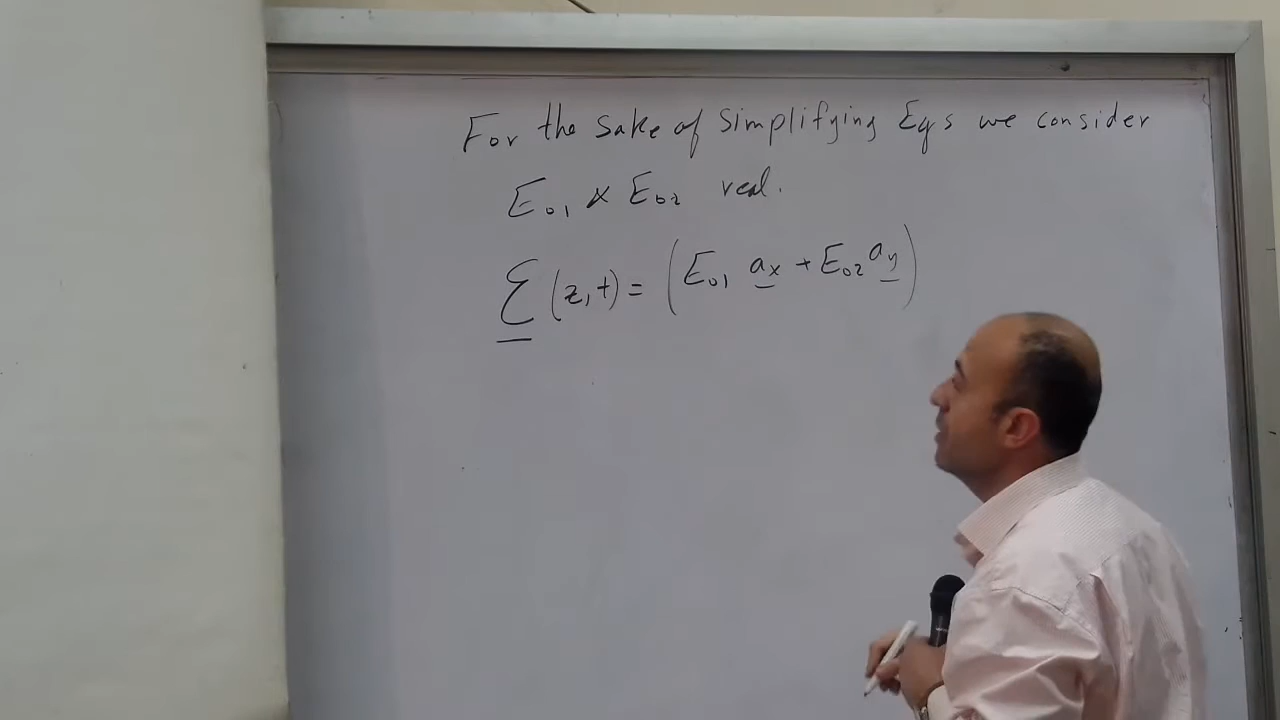 For the sake of simplifying Eqs we consider
E01 & E02 real.
Ɛ (z,t) = (E01 ax + E02 ay)